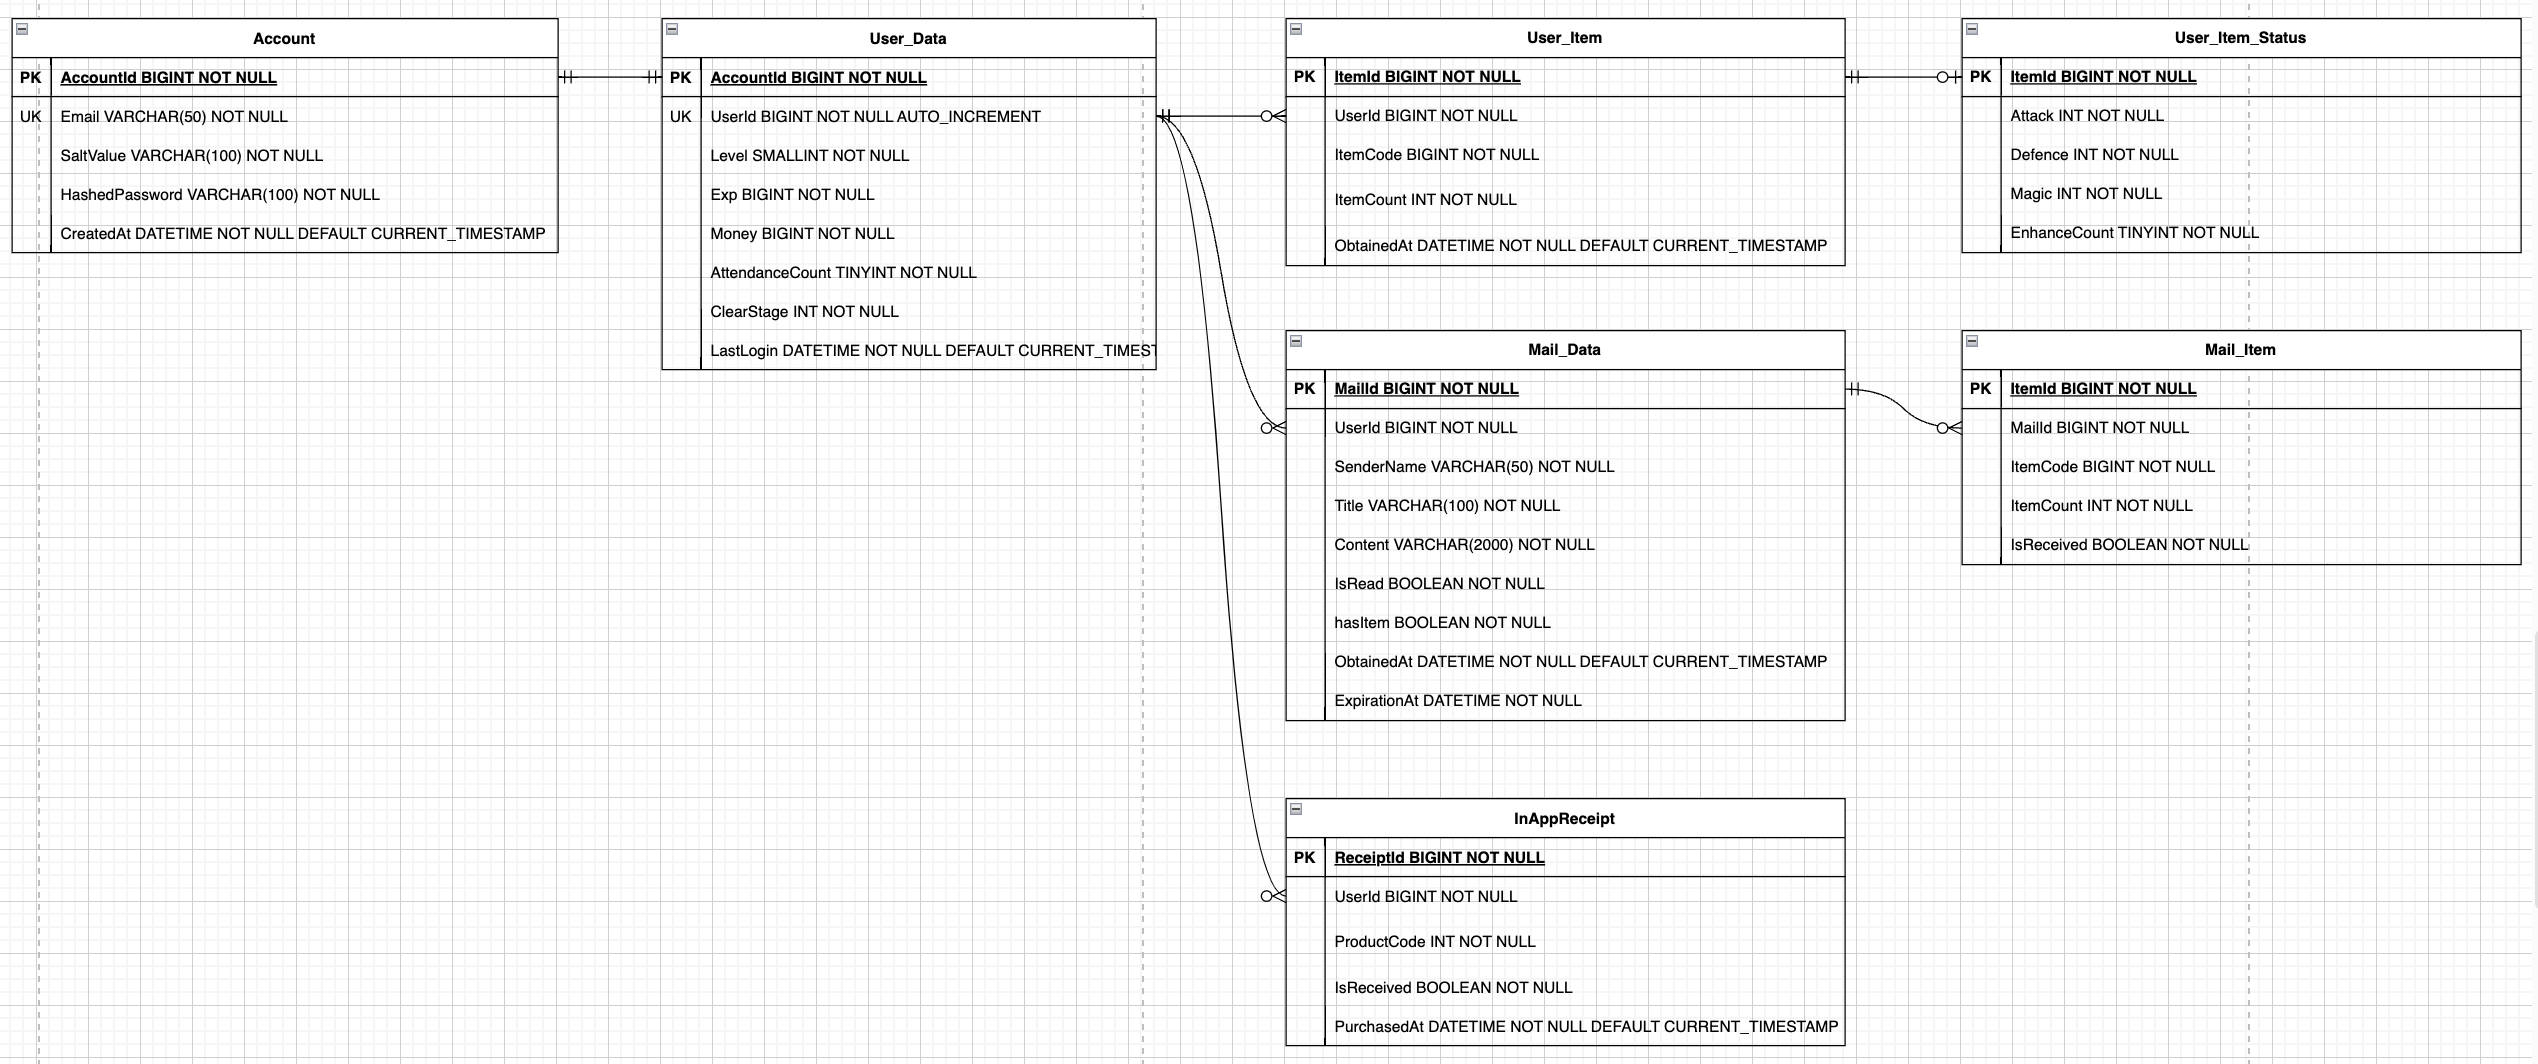 Account
PK AccountId BIGINT NOT NULL
UK Email VARCHAR(50) NOT NULL
SaltValue VARCHAR(100) NOT NULL
HashedPassword VARCHAR(100) NOT NULL
CreatedAt DATETIME NOT NULL DEFAULT CURRENT_TIMESTAMP
User_Data
PK AccountId BIGINT NOT NULL
UK UserId BIGINT NOT NULL AUTO_INCREMENT
Level SMALLINT NOT NULL
Exp BIGINT NOT NULL
Money BIGINT NOT NULL
AttendanceCount TINYINT NOT NULL
ClearStage INT NOT NULL
LastLogin DATETIME NOT NULL DEFAULT CURRENT_TIMEST
User_Item
PK ItemId BIGINT NOT NULL
UserId BIGINT NOT NULL
ItemCode BIGINT NOT NULL
ItemCount INT NOT NULL
ObtainedAt DATETIME NOT NULL DEFAULT CURRENT_TIMESTAMP
User_Item_Status
PK ItemId BIGINT NOT NULL
Attack INT NOT NULL
Defence INT NOT NULL
Magic INT NOT NULL
EnhanceCount TINYINT NOT NULL
Mail_Data
PK MailId BIGINT NOT NULL
UserId BIGINT NOT NULL
SenderName VARCHAR(50) NOT NULL
Title VARCHAR(100) NOT NULL
Content VARCHAR(2000) NOT NULL
IsRead BOOLEAN NOT NULL
hasItem BOOLEAN NOT NULL
ObtainedAt DATETIME NOT NULL DEFAULT CURRENT_TIMESTAMP
ExpirationAt DATETIME NOT NULL
Mail_Item
PK ItemId BIGINT NOT NULL
MailId BIGINT NOT NULL
ItemCode BIGINT NOT NULL
ItemCount INT NOT NULL
IsReceived BOOLEAN NOT NULL
InAppReceipt
PK ReceiptId BIGINT NOT NULL
UserId BIGINT NOT NULL
ProductCode INT NOT NULL
IsReceived BOOLEAN NOT NULL
PurchasedAt DATETIME NOT NULL DEFAULT CURRENT_TIMESTAMP